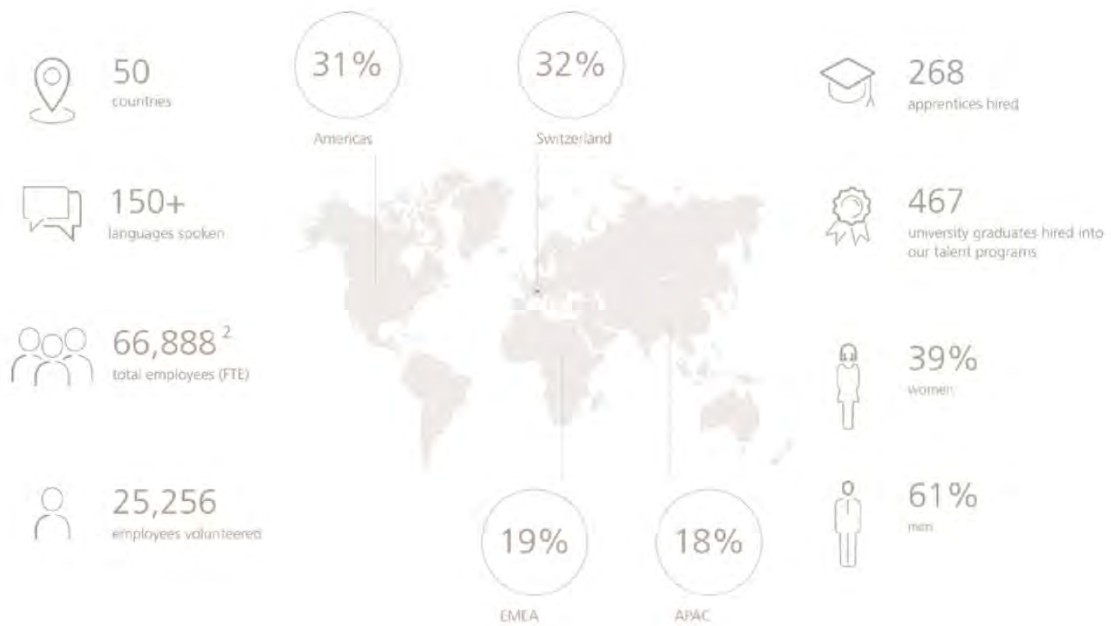 50
countries
150+
languages spoken
66,888 2
total employees (FTE)
25,256
employees volunteered
31%
Americas
32%
Switzerland
19%
EMEA
18%
APAC
268
apprentices hired
467
university graduates hired into
our talent programs
39%
women
61%
men